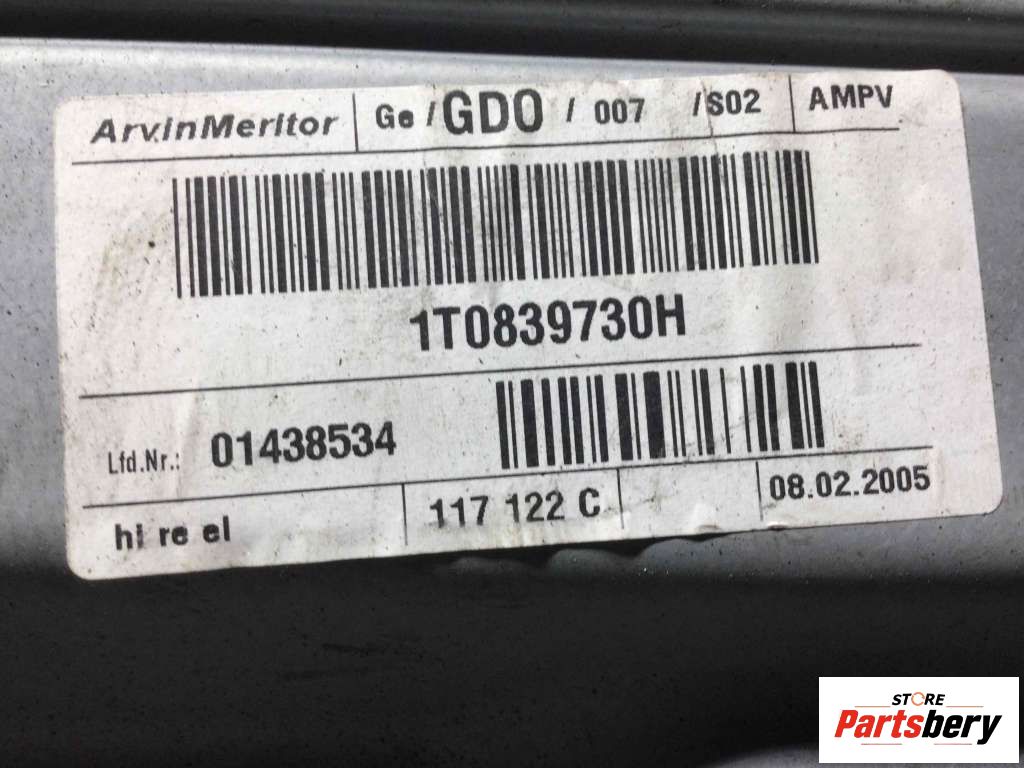 ArvinMeritor Ge /GDO / 007 /S02 AMPV
1T0839730H
Lfd.Nr.: 01438534
hi re el 117 122 C 08.02.2005
STORE
Partsbery